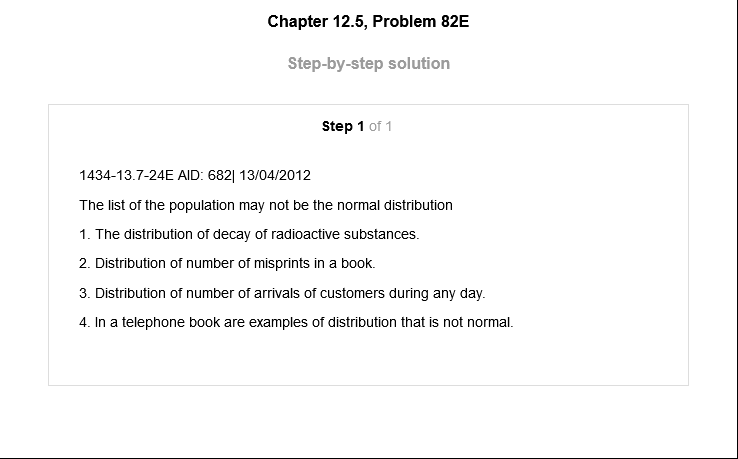 Chapter 12.5, Problem 82E
Step-by-step solution
Step 1 of 1
1434-13.7-24E AID: 682| 13/04/2012
The list of the population may not be the normal distribution
1. The distribution of decay of radioactive substances.
2. Distribution of number of misprints in a book.
3. Distribution of number of arrivals of customers during any day.
4. In a telephone book are examples of distribution that is not normal.